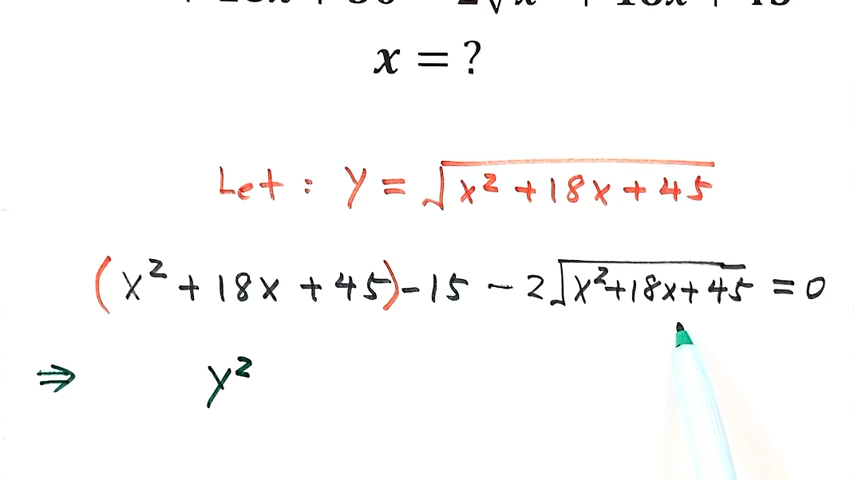 x = ?
Let : y = √x² + 18x + 45
(x² + 18x + 45) - 15 - 2√x² + 18x + 45 = 0
⇒ y²